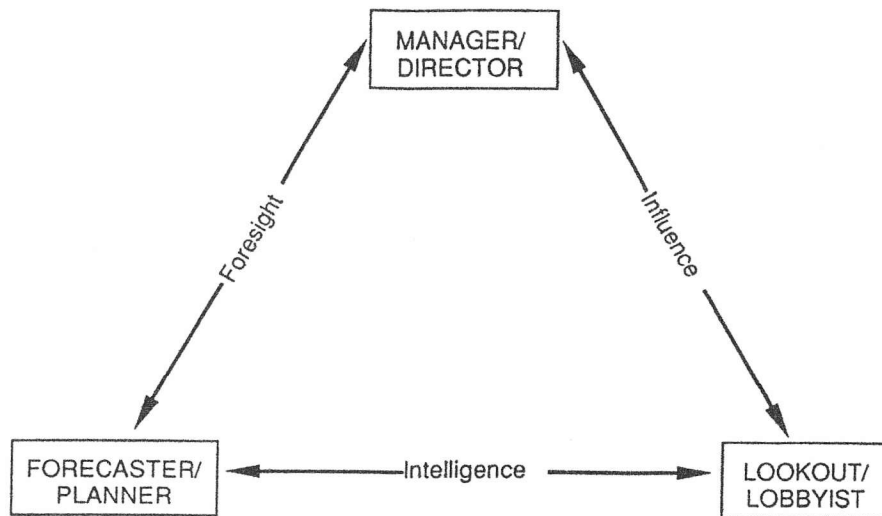 MANAGER/
DIRECTOR
Foresight
Influence
FORECASTER/
PLANNER
Intelligence
LOOKOUT/
LOBBYIST